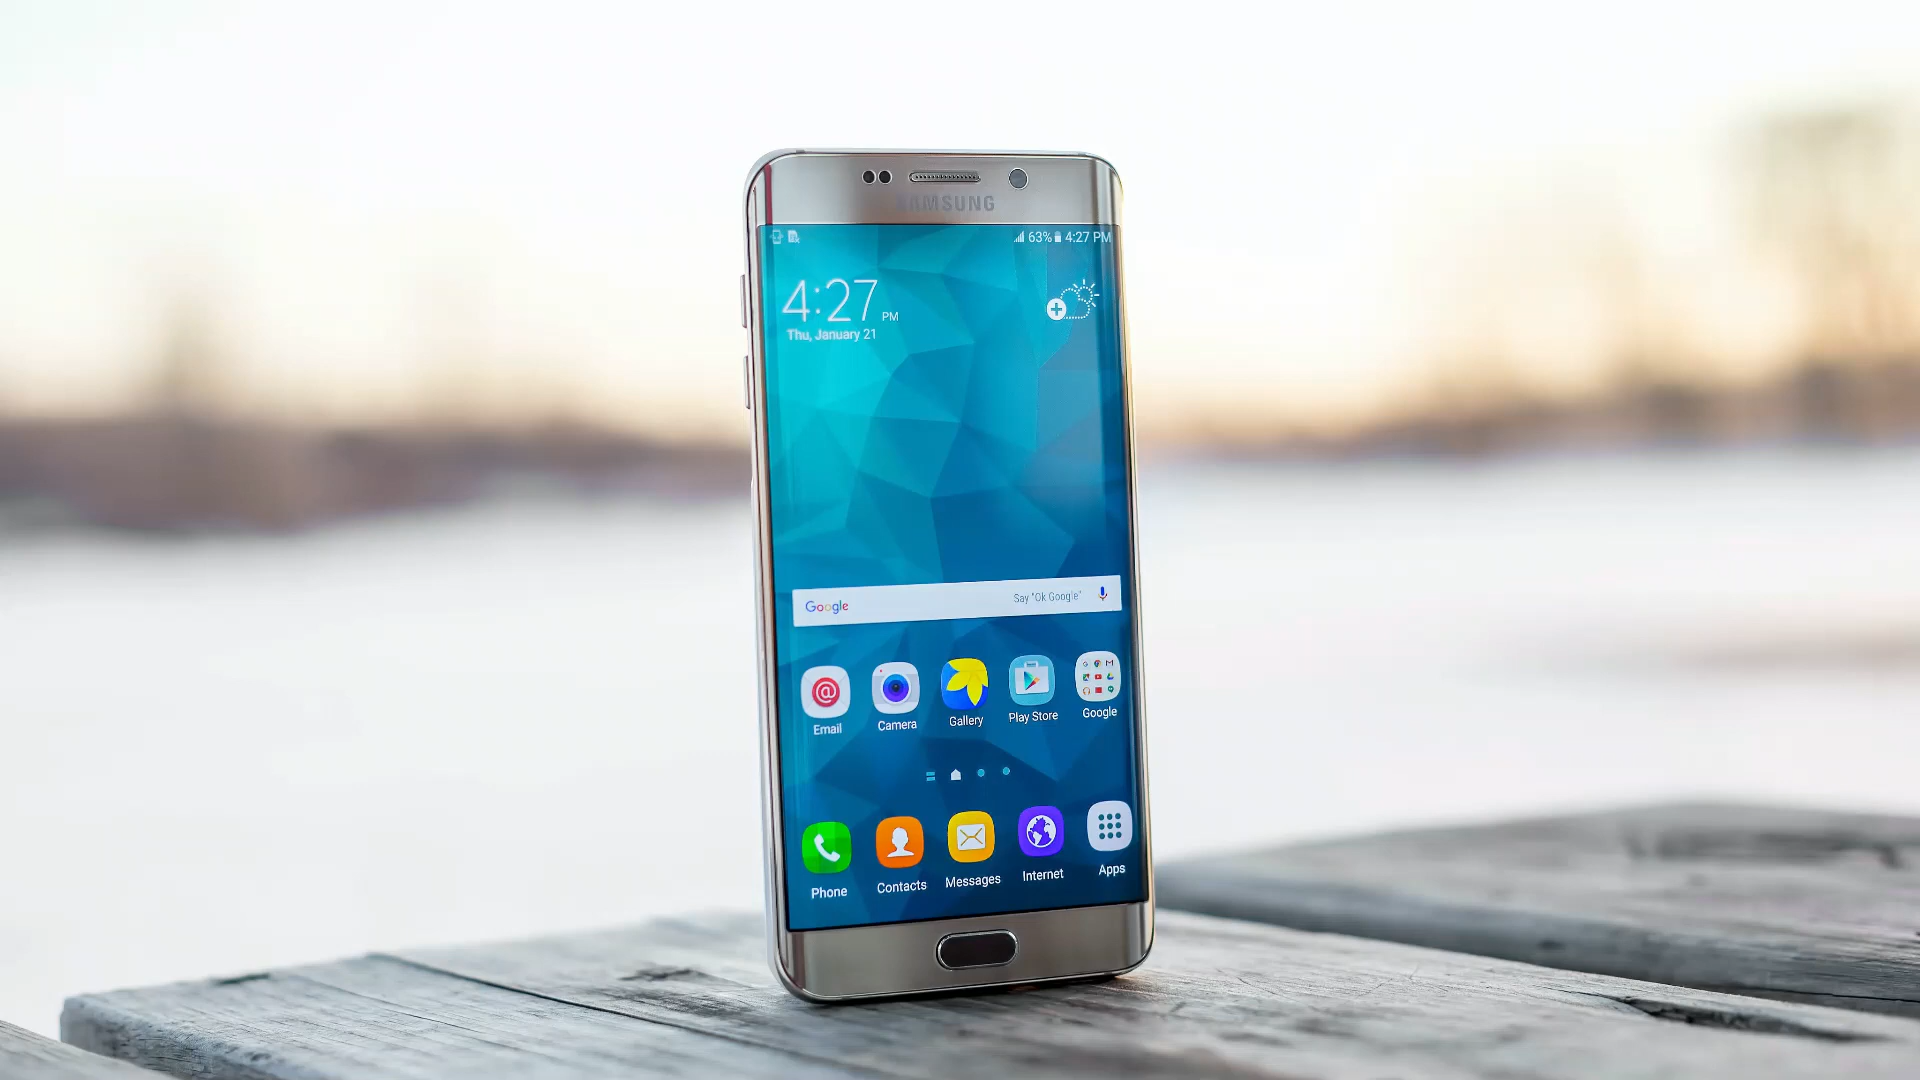 SAMSUNG
63% 4:27 PM
4:27 PM
Thu, January 21
Google Say "Ok Google"
Email Camera Gallery Play Store Google
Phone Contacts Messages Internet Apps